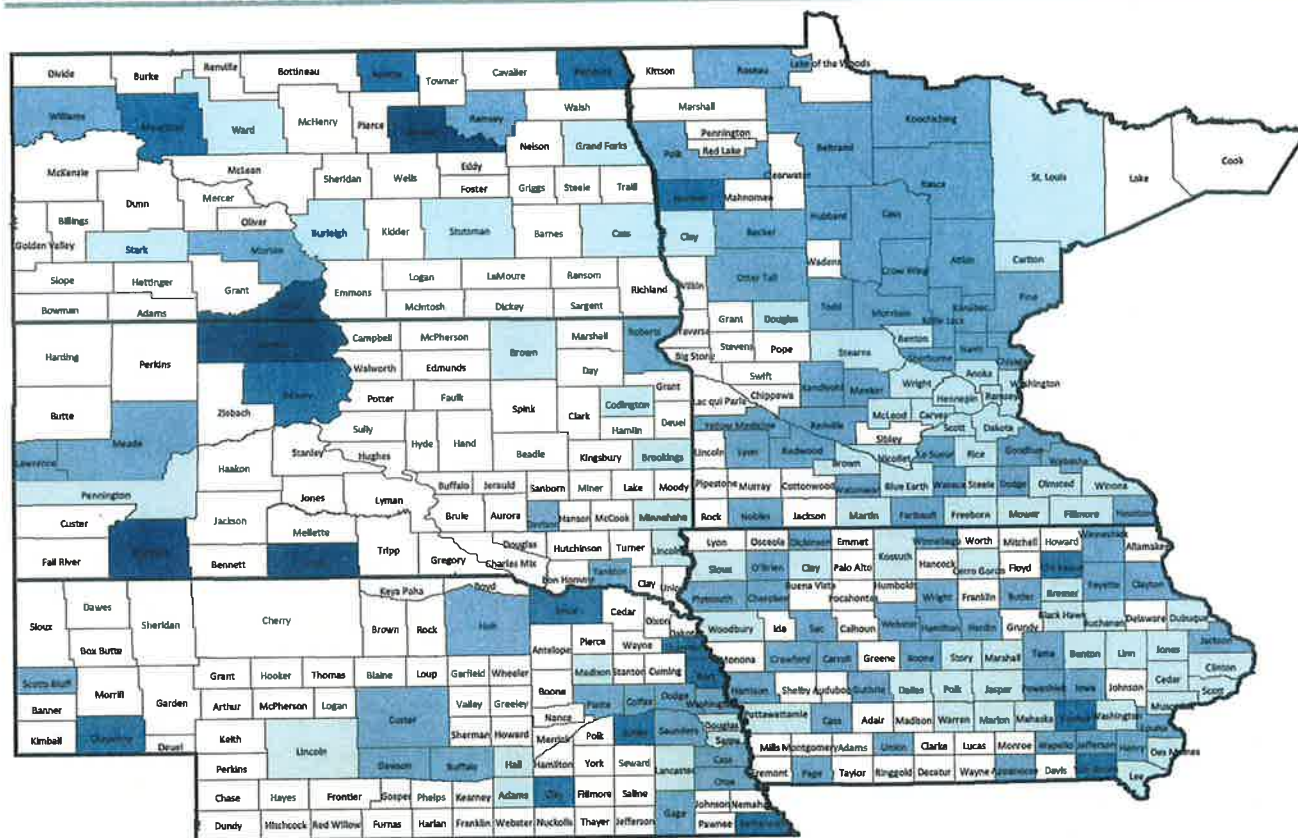 Divide Burke Renville Bottineau Rolette Towner Cavalier Pembina Kittson Roseau Lake of the Woods
Williams Mountrail Ward McHenry Pierce Ramsey Walsh Marshall Koochiching
Pennington Red Lake Polk Beltrami Clearwater Itasca St. Louis Lake Cook
McKenzie McLean Sheridan Wells Eddy Foster Nelson Grand Forks Griggs Steele Traill Norman Mahnomen
Dunn Mercer Oliver Billings Golden Valley Stark Morton Burleigh Kidder Stutsman Barnes Cass Clay Becker Hubbard Cass
Slope Hettinger Grant Emmons Logan LaMoure Ransom Richland Wilkin Otter Tail Wadena Crow Wing Aitkin Carlton
Bowman Adams McIntosh Dickey Sargent Grant Douglas Todd Morrison Mille Lacs Kanabec Pine
Harding Perkins Campbell McPherson Brown Marshall Roberts Traverse Stevens Pope Stearns Benton Sherburne Isanti Chisago
Walworth Edmunds Day Big Stone Swift Wright Anoka Washington
Butte Ziebach Dewey Potter Faulk Spink Clark Codington Grant Lac qui Parle Chippewa Kandiyohi Meeker Hennepin Ramsey
Meade Sully Hyde Hand Hamlin Deuel Yellow Medicine Renville McLeod Carver Scott Dakota
Lawrence Haakon Stanley Hughes Beadle Kingsbury Brookings Lincoln Lyon Redwood Sibley Nicollet Le Sueur Rice Goodhue Wabasha
Pennington Jones Lyman Buffalo Jerauld Sanborn Miner Lake Moody Pipestone Murray Cottonwood Watonwan Brown Blue Earth Waseca Steele Dodge Olmsted Winona
Custer Jackson Mellette Brule Aurora Davison Hanson McCook Minnehaha Rock Nobles Jackson Martin Faribault Freeborn Mower Fillmore Houston
Fall River Bennett Todd Tripp Gregory Douglas Charles Mix Hutchinson Turner Lincoln Lyon Osceola Dickinson Emmet Kossuth Winnebago Worth Mitchell Howard Winneshiek Allamakee
Bon Homme Yankton Clay Union Sioux O'Brien Clay Palo Alto Hancock Cerro Gordo Floyd Chickasaw
Sioux Dawes Sheridan Cherry Keya Paha Boyd Brown Rock Holt Cedar Dixon Dakota Plymouth Cherokee Buena Vista Pocahontas Humboldt Wright Franklin Butler Bremer Fayette Clayton
Box Butte Antelope Pierce Wayne Woodbury Ida Sac Calhoun Webster Hamilton Hardin Grundy Black Hawk Buchanan Delaware Dubuque
Scotts Bluff Morrill Garden Grant Hooker Thomas Blaine Loup Garfield Wheeler Boone Madison Stanton Cuming Burt Monona Crawford Carroll Greene Boone Story Marshall Tama Benton Linn Jones Jackson
Banner Arthur McPherson Logan Custer Valley Greeley Nance Platte Colfax Dodge Washington Harrison Shelby Audubon Guthrie Dallas Polk Jasper Poweshiek Iowa Johnson Cedar Clinton Scott
Kimball Cheyenne Deuel Keith Lincoln Sherman Howard Merrick Polk Butler Saunders Douglas Sarpy Pottawattamie Cass Adair Madison Warren Marion Mahaska Keokuk Washington Louisa
Perkins Dawson Buffalo Hall Hamilton York Seward Lancaster Cass Otoe Mills Montgomery Adams Union Clarke Lucas Monroe Wapello Jefferson Henry Des Moines
Chase Hayes Frontier Gosper Phelps Kearney Adams Clay Fillmore Saline Gage Johnson Nemaha Fremont Page Taylor Ringgold Decatur Wayne Appanoose Davis Van Buren Lee
Dundy Hitchcock Red Willow Furnas Harlan Franklin Webster Nuckolls Thayer Jefferson Pawnee Richardson